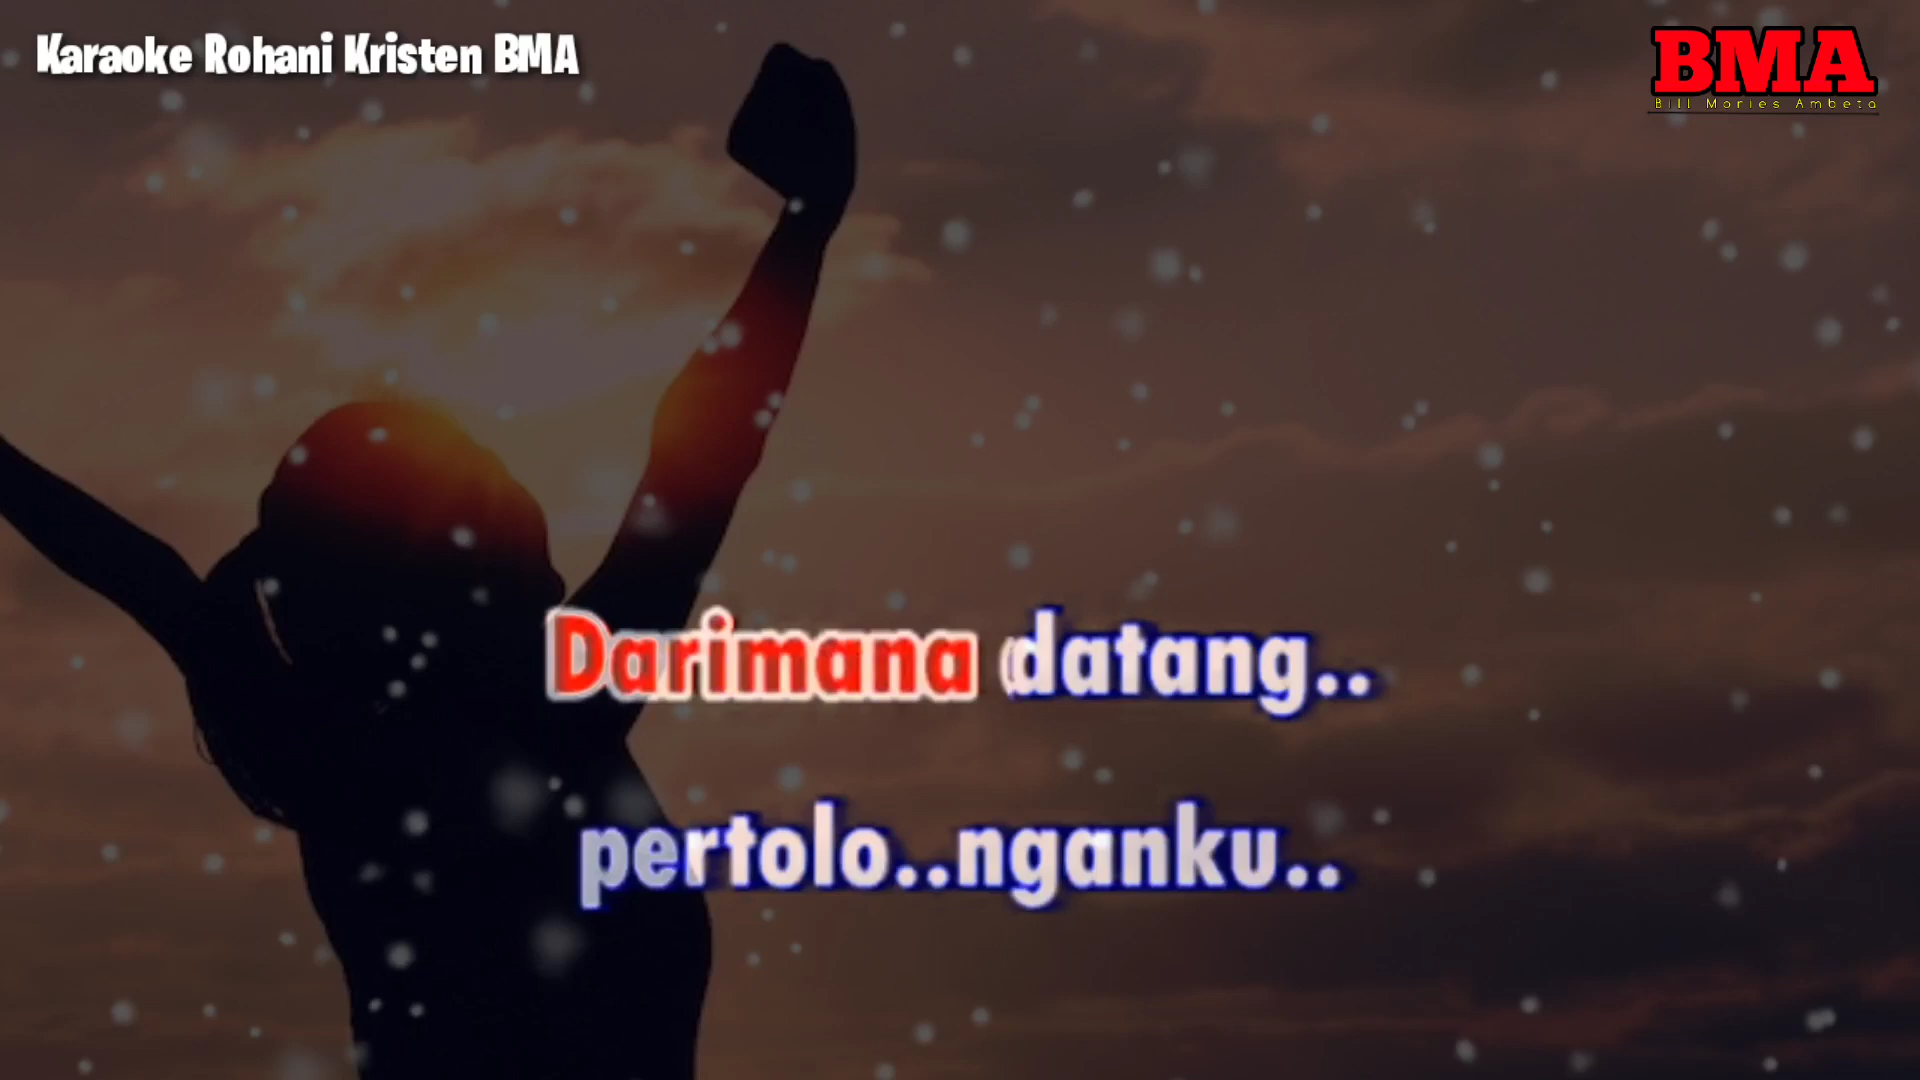 Karaoke Rohani Kristen BMA
BMA
Bill Mories Ambeta
Darimana datang..
pertolo..nganku..